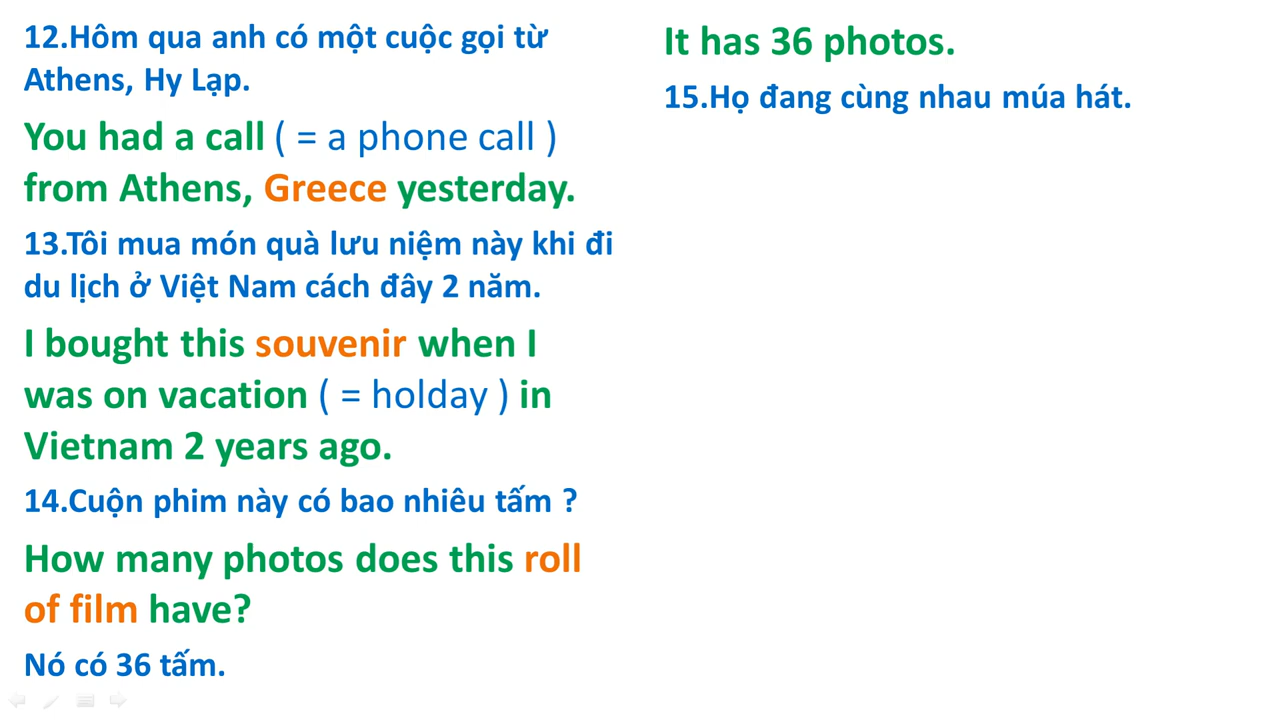 12.Hôm qua anh có một cuộc gọi từ
Athens, Hy Lạp.
You had a call ( = a phone call )
from Athens, Greece yesterday.
13.Tôi mua món quà lưu niệm này khi đi
du lịch ở Việt Nam cách đây 2 năm.
I bought this souvenir when I
was on vacation ( = holday ) in
Vietnam 2 years ago.
14.Cuộn phim này có bao nhiêu tấm ?
How many photos does this roll
of film have?
Nó có 36 tấm.
It has 36 photos.
15.Họ đang cùng nhau múa hát.